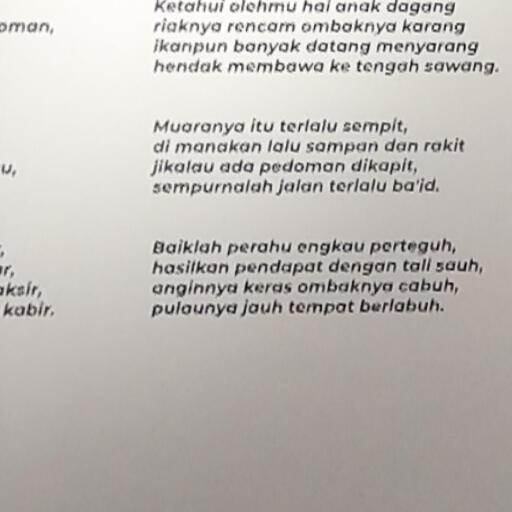 oman,
u,
r,
aksir,
kabir.
Ketahui olehmu hai anak dagang
riaknya rencam ombaknya karang
ikanpun banyak datang menyarang
hendak membawa ke tengah sawang.
Muaranya itu terlalu sempit,
di manakan lalu sampan dan rakit
jikalau ada pedoman dikapit,
sempurnalah jalan terlalu ba'id.
Baiklah perahu engkau perteguh,
hasilkan pendapat dengan tali sauh,
anginnya keras ombaknya cabuh,
pulaunya jauh tempat berlabuh.